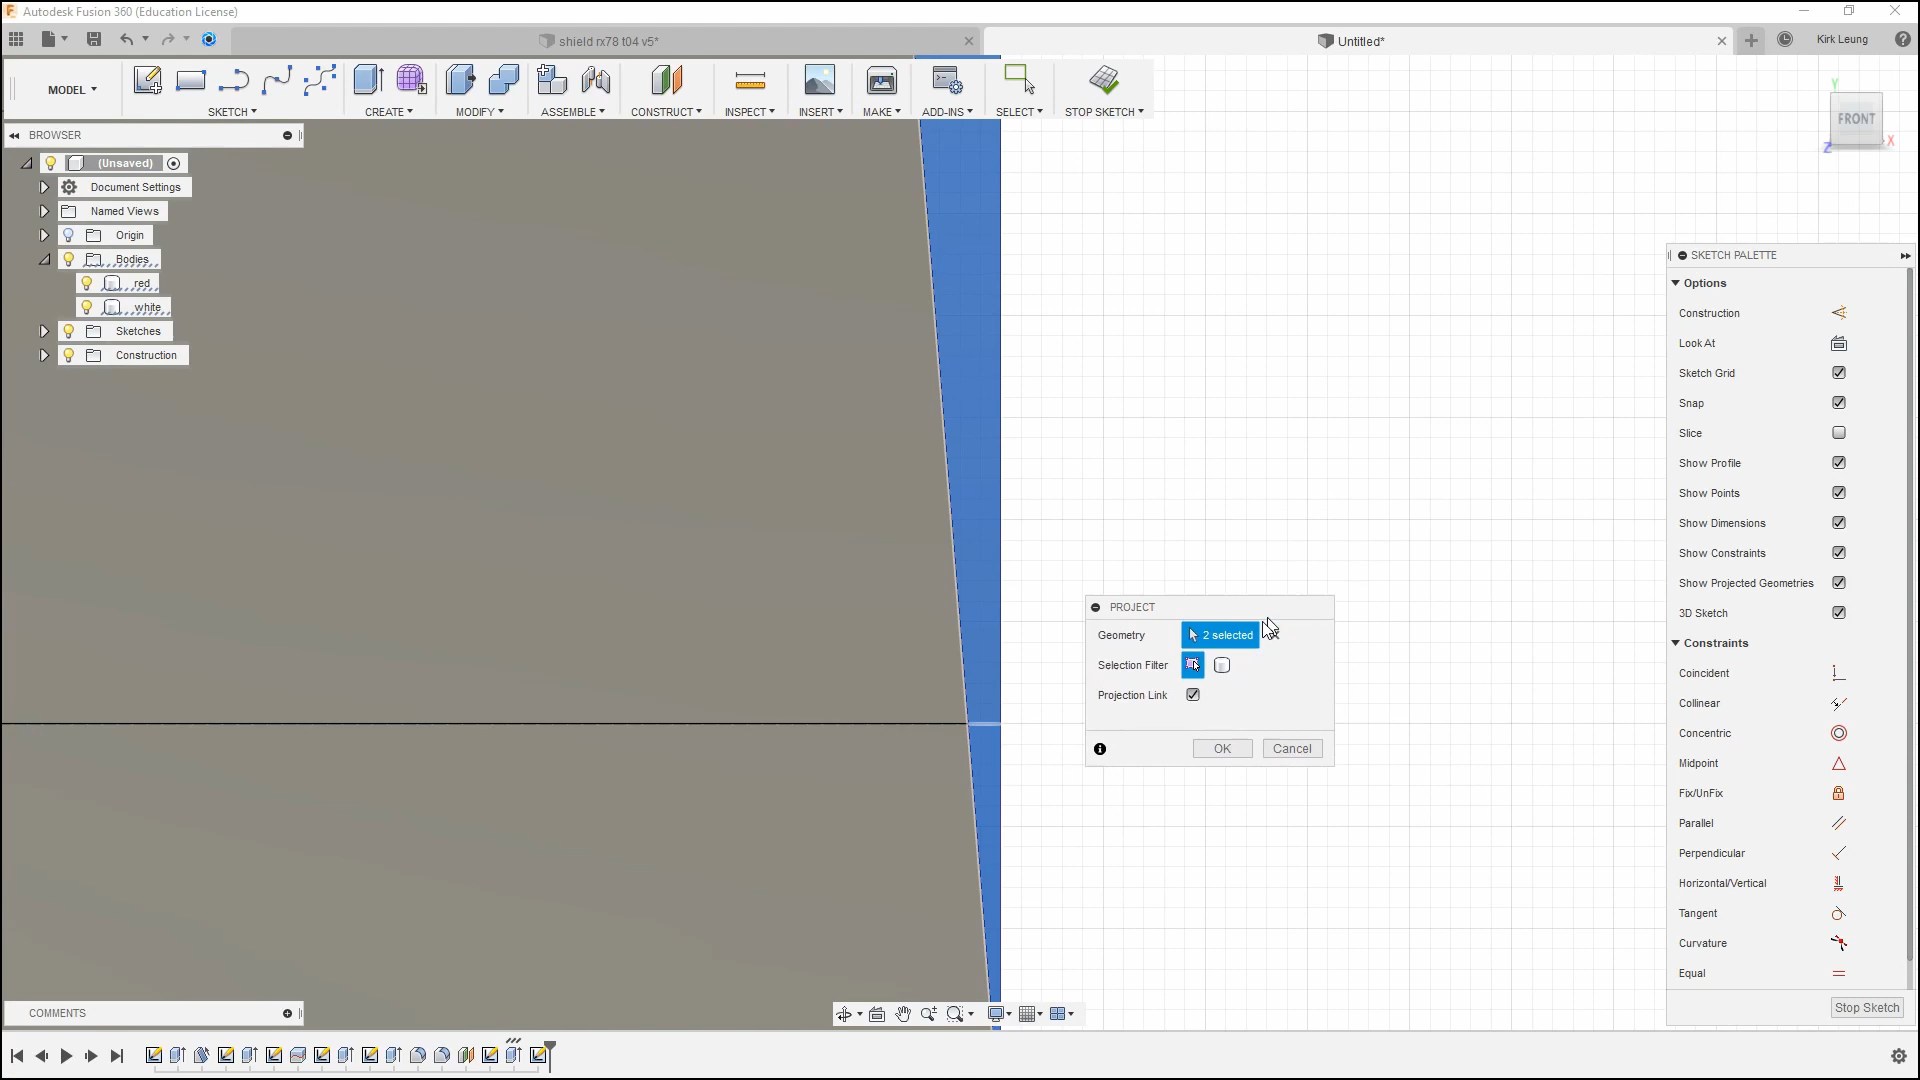 Autodesk Fusion 360 (Education License)
shield rx78 t04 v5*
Untitled*
Kirk Leung
MODEL
SKETCH
CREATE
MODIFY
ASSEMBLE
CONSTRUCT
INSPECT
INSERT
MAKE
ADD-INS
SELECT
STOP SKETCH
Y
FRONT
X
Z
BROWSER
(Unsaved)
Document Settings
Named Views
Origin
Bodies
red
white
Sketches
Construction
SKETCH PALETTE
Options
Construction
Look At
Sketch Grid
Snap
Slice
Show Profile
Show Points
Show Dimensions
Show Constraints
Show Projected Geometries
3D Sketch
Constraints
Coincident
Collinear
Concentric
Midpoint
Fix/UnFix
Parallel
Perpendicular
Horizontal/Vertical
Tangent
Curvature
Equal
Stop Sketch
PROJECT
Geometry 2 selected
Selection Filter
Projection Link
OK Cancel
COMMENTS